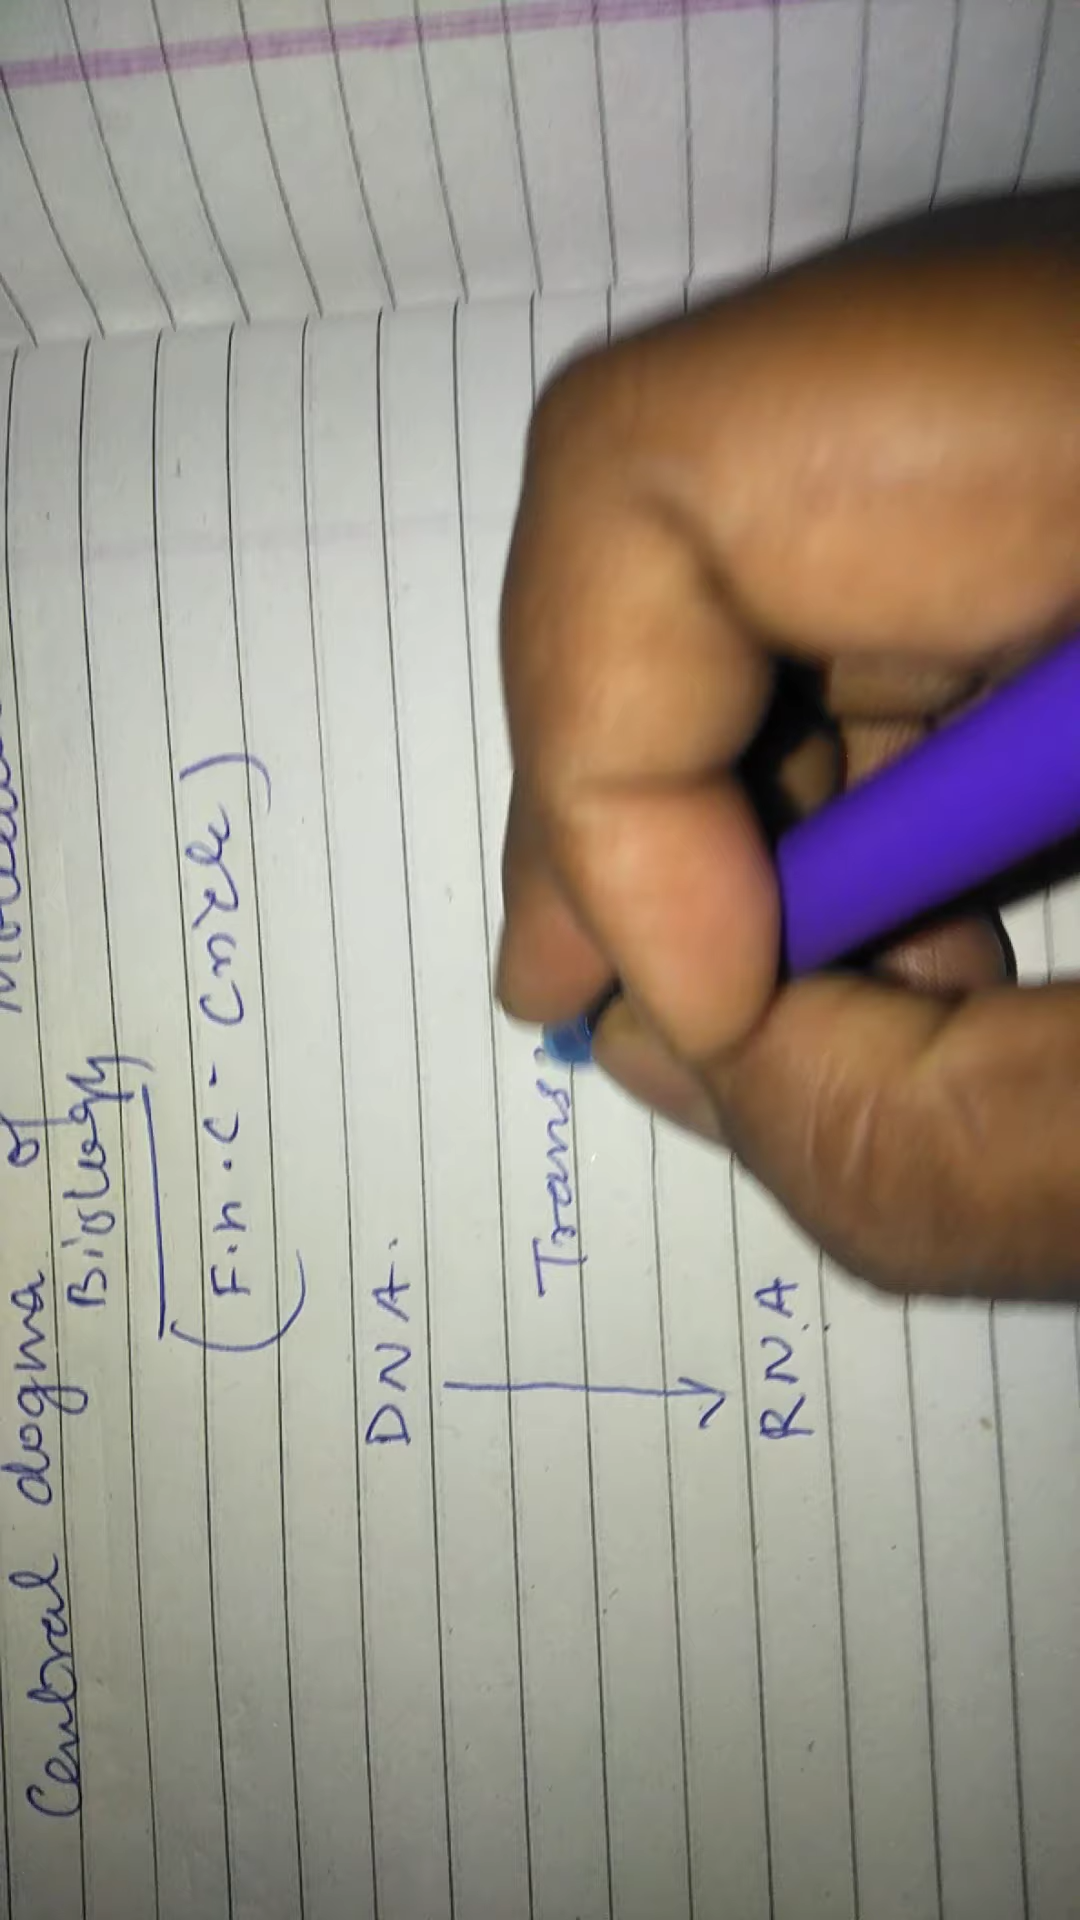 Central dogma of
Biology
(F.H.C - Crick)
DNA.
Trans
RNA